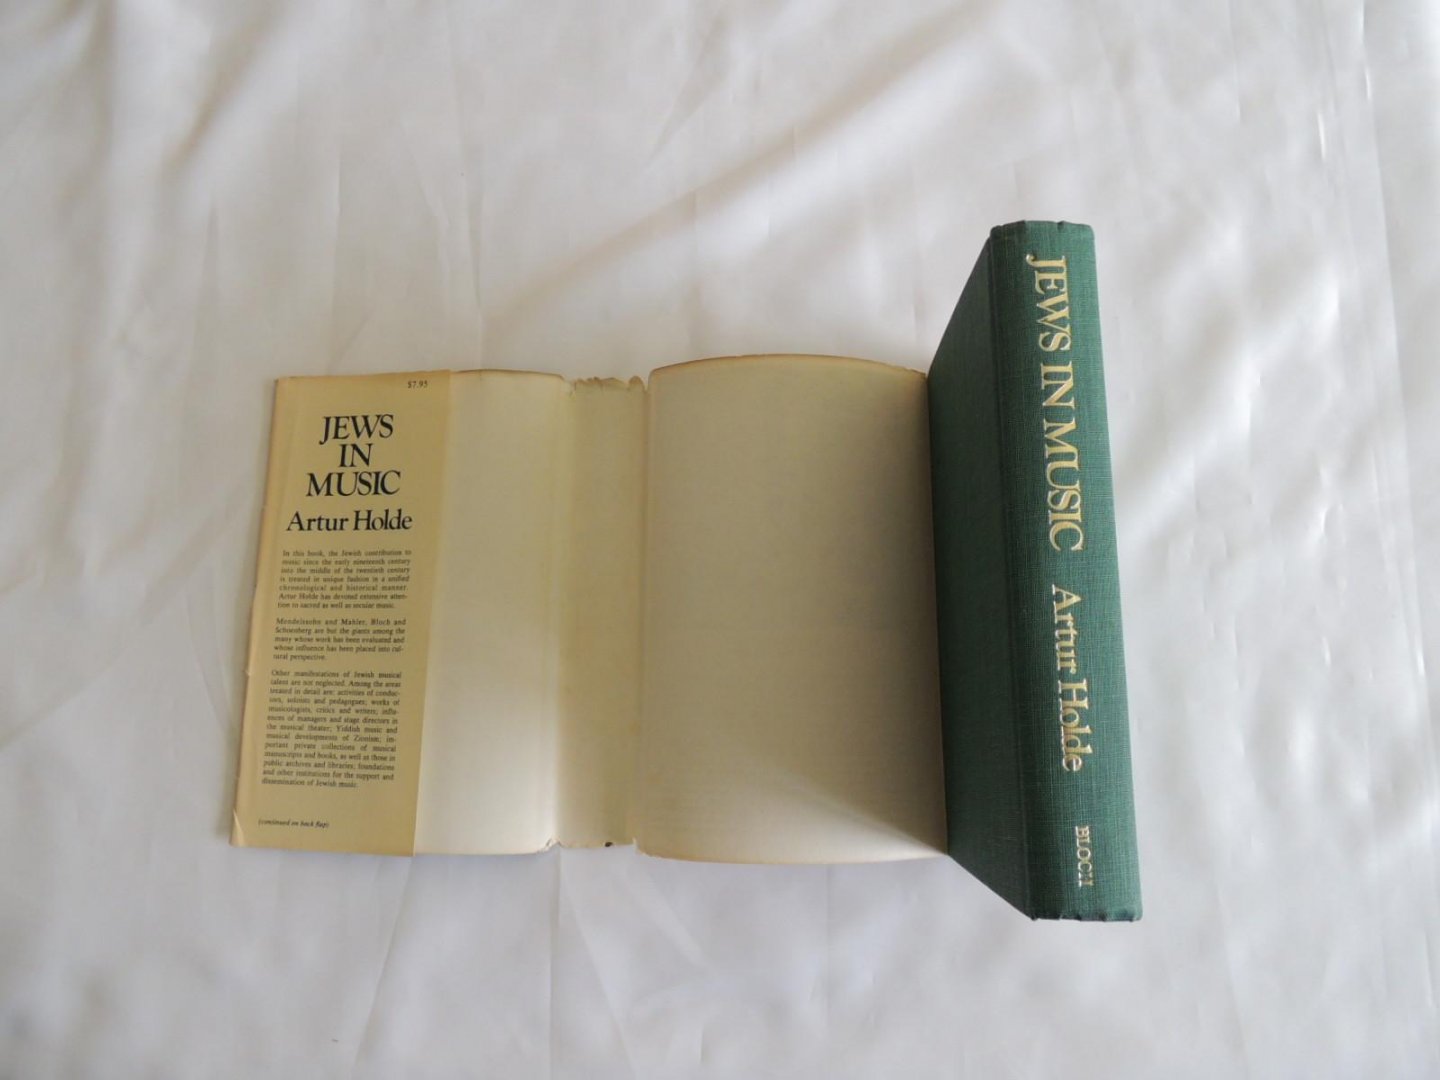 $7.95
JEWS
IN
MUSIC
Artur Holde
In this book, the Jewish contribution to
music since the early nineteenth century
into the middle of the twentieth century
is treated in unique fashion in a unified
chronological and historical manner.
Artur Holde has devoted extensive atten-
tion to sacred as well as secular music.
Mendelssohn and Mahler, Bloch and
Schoenberg are but the giants among the
many whose work has been evaluated and
whose influence has been placed into cul-
tural perspective.
Other manifestations of Jewish musical
talent are not neglected. Among the areas
treated in detail are: activities of conduc-
tors, soloists and pedagogues; works of
musicologists, critics and writers; influ-
ences of managers and stage directors in
the musical theater; Yiddish music and
musical developments of Zionism; im-
portant private collections of musical
manuscripts and books, as well as those in
public archives and libraries; foundations
and other institutions for the support and
dissemination of Jewish music.
(continued on back flap)
JEWS IN MUSIC Artur Holde BLOCH